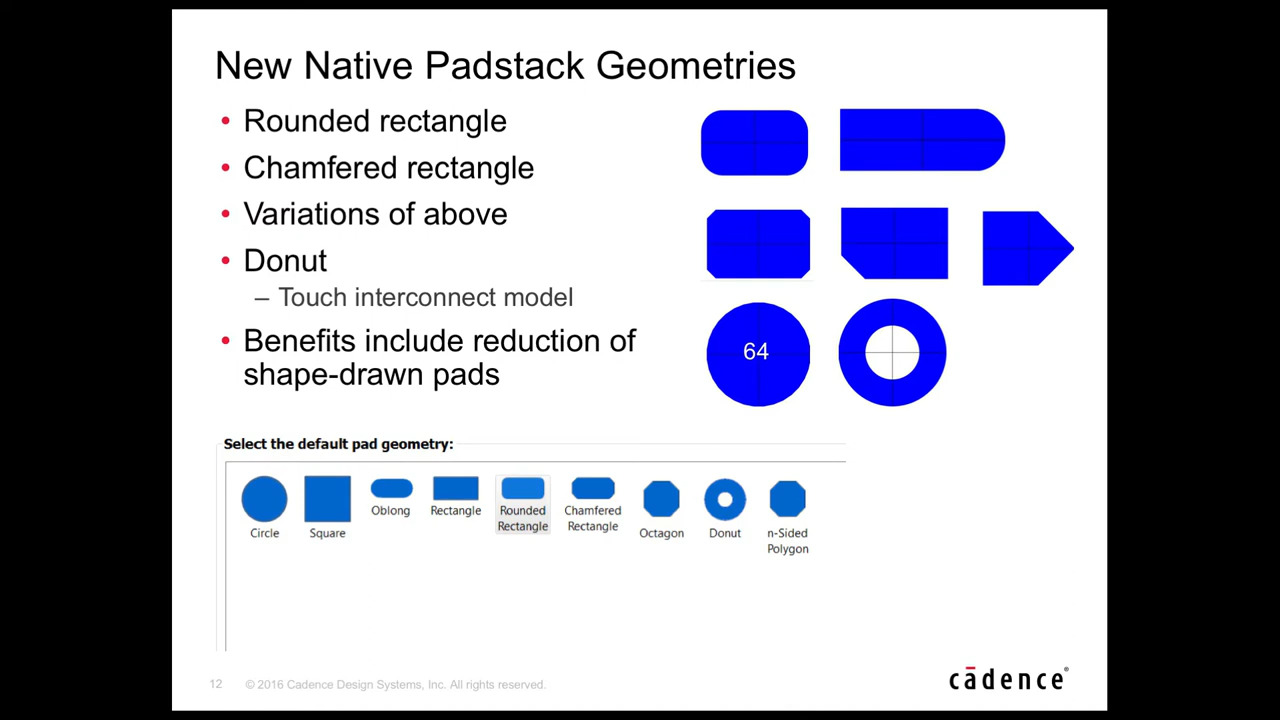 New Native Padstack Geometries
• Rounded rectangle
• Chamfered rectangle
• Variations of above
• Donut
– Touch interconnect model
• Benefits include reduction of
shape-drawn pads
64
Select the default pad geometry:
Circle
Square
Oblong
Rectangle
Rounded
Rectangle
Chamfered
Rectangle
Octagon
Donut
n-Sided
Polygon
12
© 2016 Cadence Design Systems, Inc. All rights reserved.
cādence®